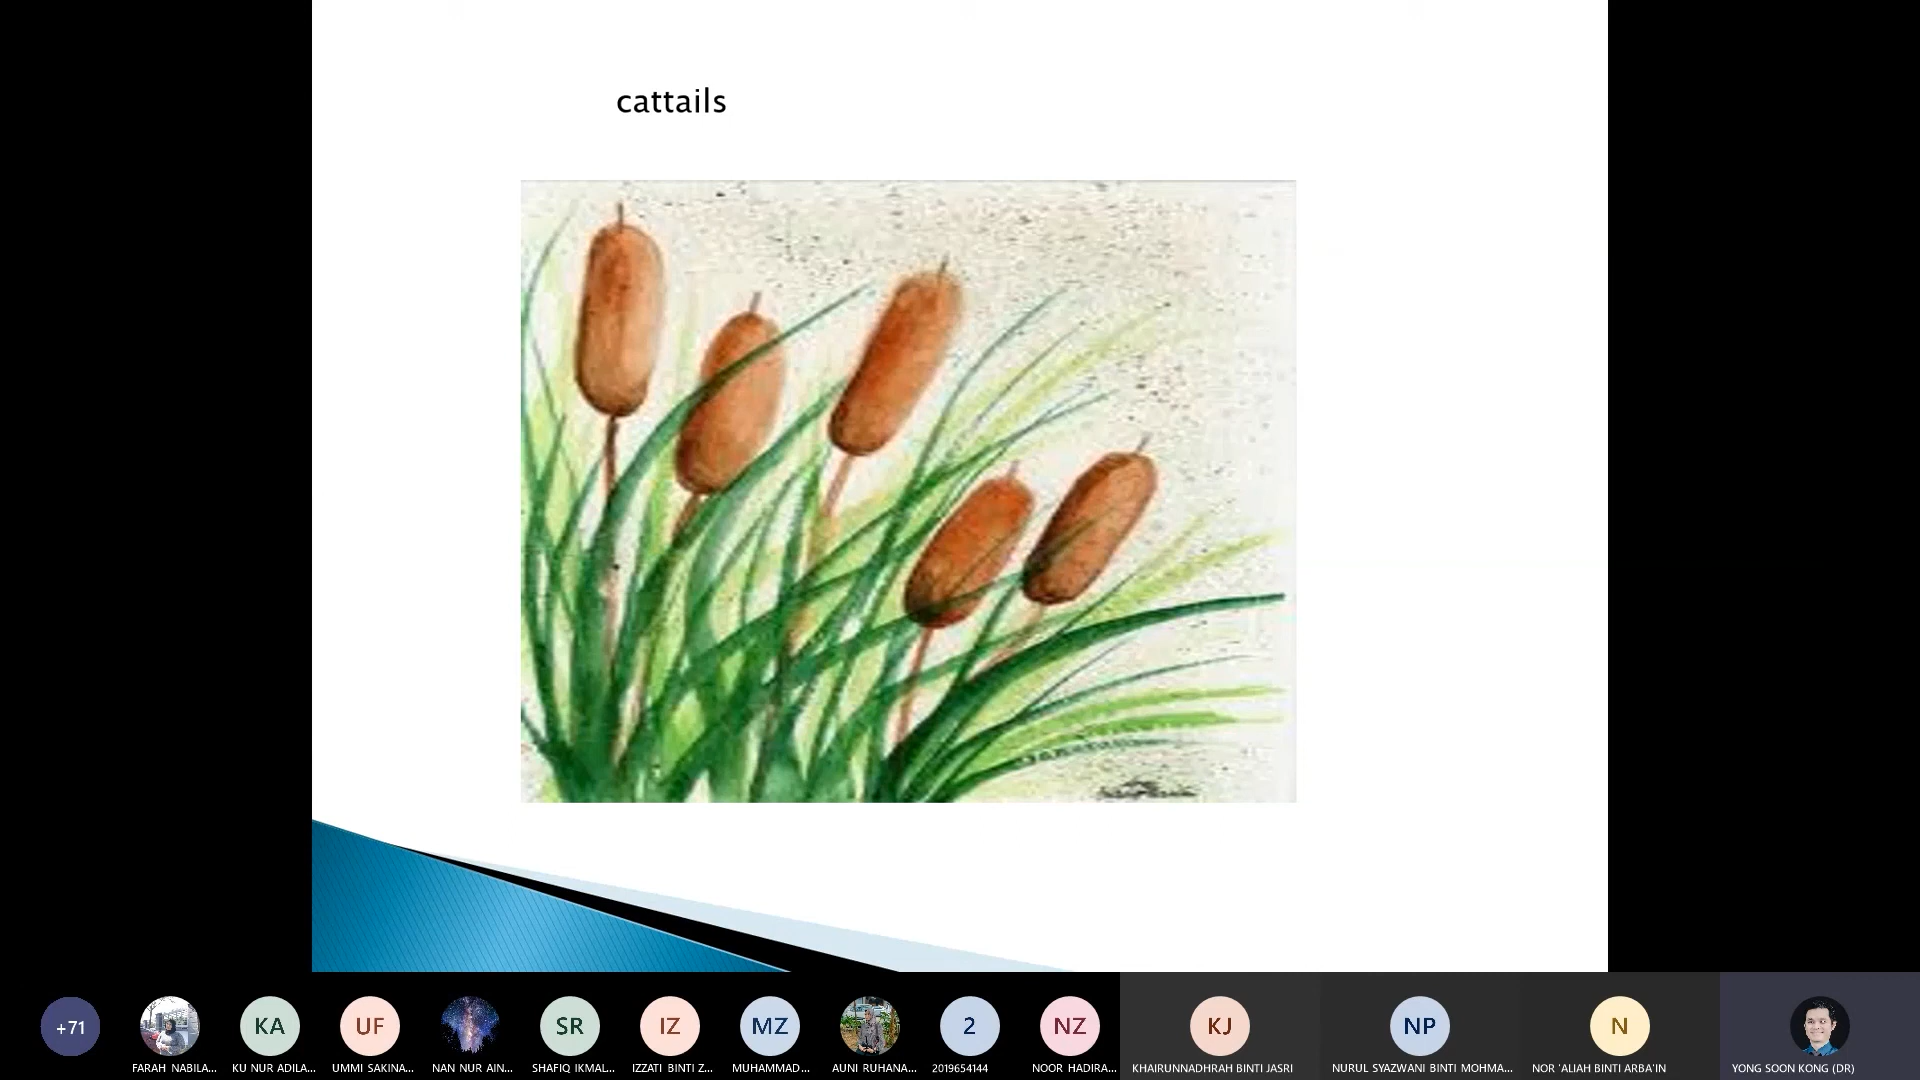 cattails
+71
KA
UF
SR
IZ
MZ
2
NZ
KJ
NP
N
FARAH NABILA...
KU NUR ADILA...
UMMI SAKINA...
NAN NUR AIN...
SHAFIQ IKMAL...
IZZATI BINTI Z...
MUHAMMAD...
AUNI RUHANA...
2019654144
NOOR HADIRA...
KHAIRUNNADHRAH BINTI JASRI
NURUL SYAZWANI BINTI MOHMA...
NOR 'ALIAH BINTI ARBA'IN
YONG SOON KONG (DR)